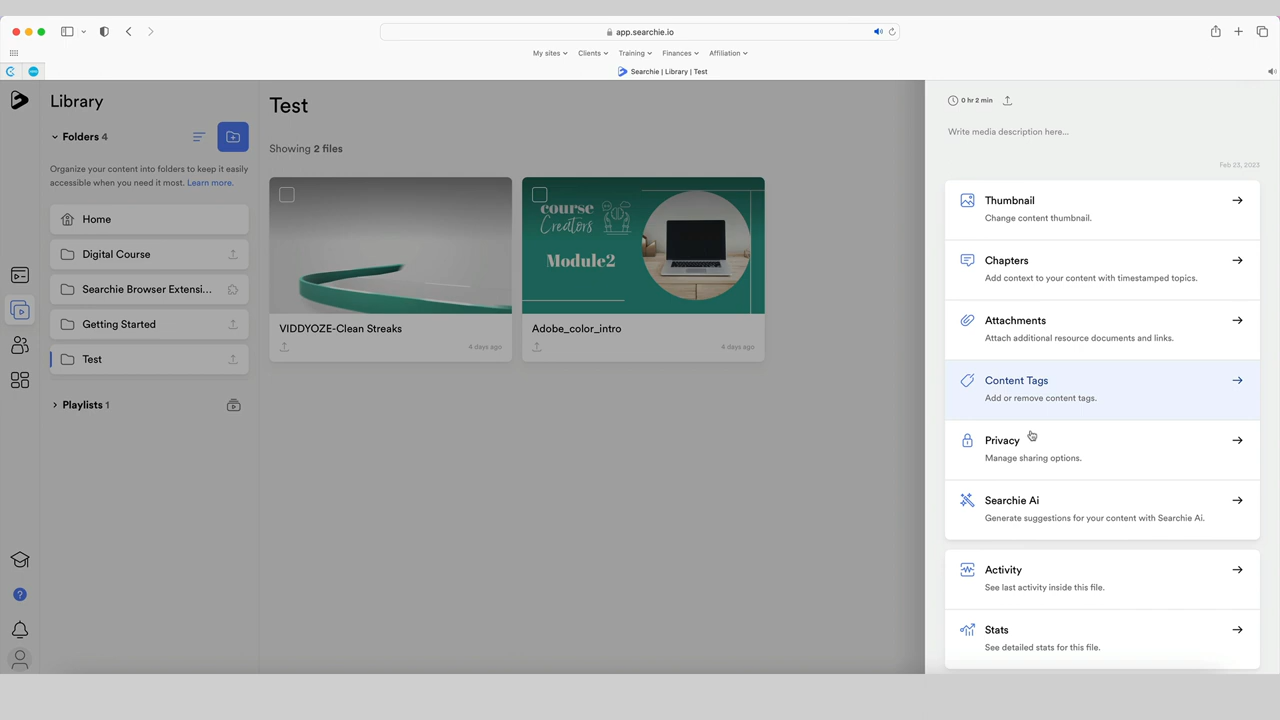 app.searchie.io
My sites
Clients
Training
Finances
Affiliation
Searchie | Library | Test
Library
Folders 4
Organize your content into folders to keep it easily
accessible when you need it most. Learn more.
Home
Digital Course
Searchie Browser Extensi...
Getting Started
Test
Playlists 1
Test
Showing 2 files
VIDDYOZE-Clean Streaks
4 days ago
course
Creators
Module2
Adobe_color_intro
4 days ago
0 hr 2 min
Write media description here...
Feb 23, 2023
Thumbnail
Change content thumbnail.
Chapters
Add context to your content with timestamped topics.
Attachments
Attach additional resource documents and links.
Content Tags
Add or remove content tags.
Privacy
Manage sharing options.
Searchie Ai
Generate suggestions for your content with Searchie Ai.
Activity
See last activity inside this file.
Stats
See detailed stats for this file.